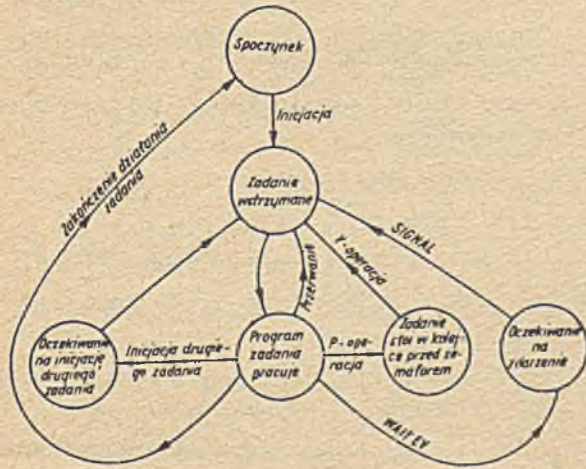 Spoczynek
Inicjacja
Zakończenie działania
zadania
Zadanie
wstrzymane
SIGNAL
V-operacja
Przerwanie
Oczekiwanie
na inicjację
drugiego
zadania
Inicjacja drugie-
go zadania
Program
zadania
pracuje
P-ope-
racja
Zadanie
stoi w kolej-
ce przed se-
maforem
Oczekiwanie
na
zdarzenie
WAIT EV